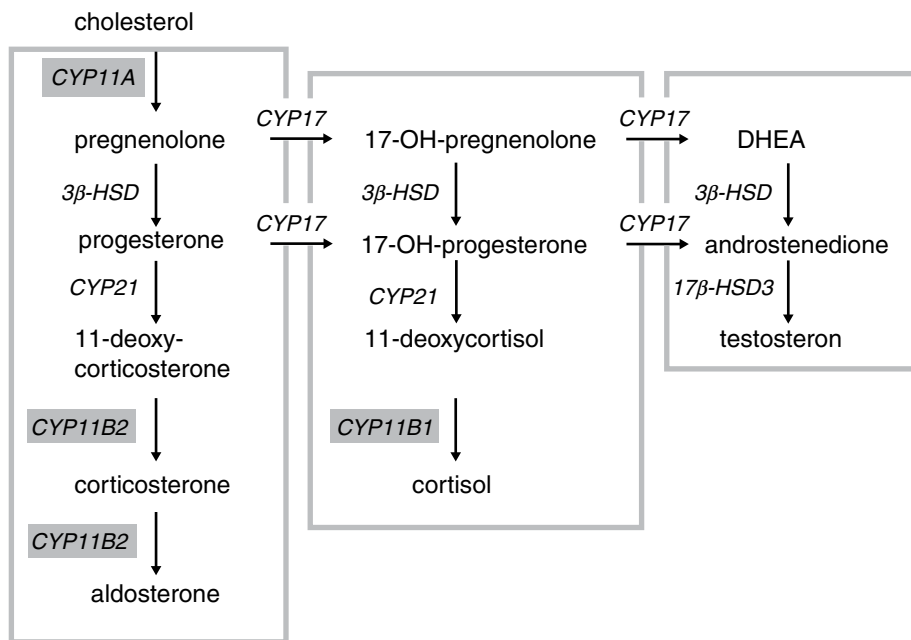 cholesterol
CYP11A
CYP17
CYP17
pregnenolone
17-OH-pregnenolone
DHEA
3β-HSD
3β-HSD
3β-HSD
CYP17
CYP17
progesterone
17-OH-progesterone
androstenedione
CYP21
CYP21
17β-HSD3
11-deoxy-
corticosterone
11-deoxycortisol
testosteron
CYP11B2
CYP11B1
corticosterone
cortisol
CYP11B2
aldosterone